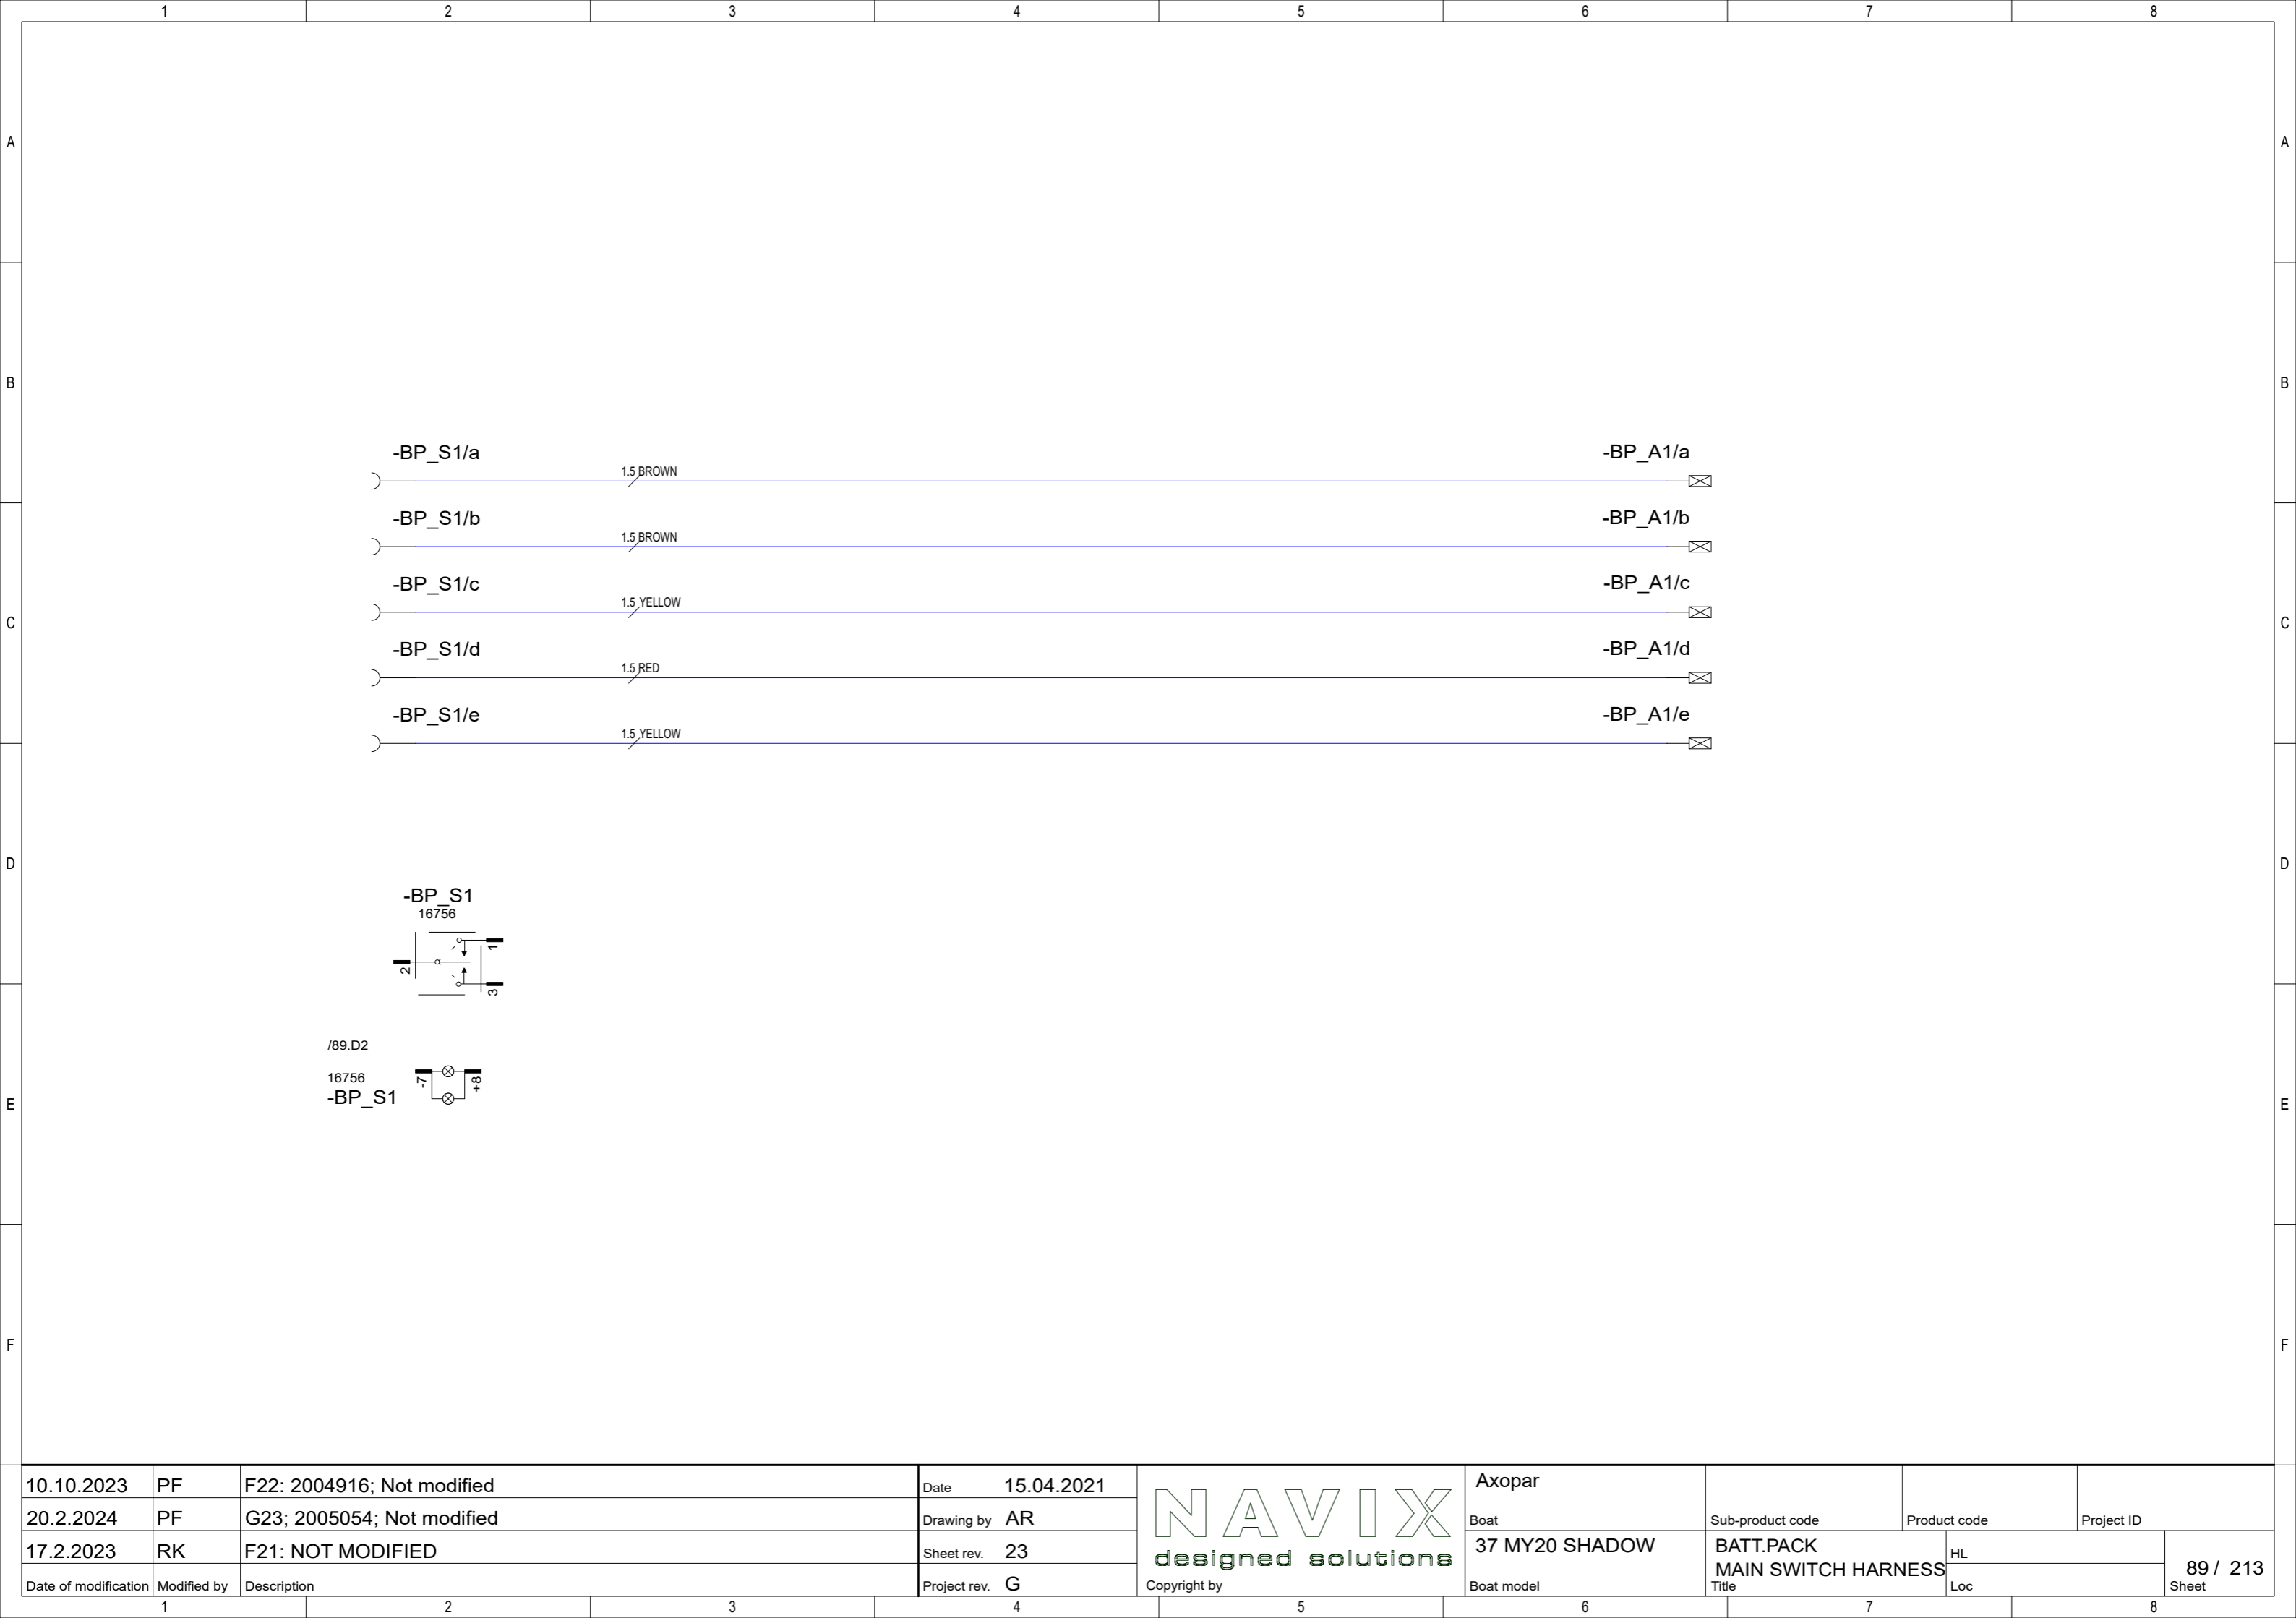 1 2 3 4 5 6 7 8
A A
B B
-BP_S1/a -BP_A1/a
1.5 BROWN
-BP_S1/b -BP_A1/b
1.5 BROWN
-BP_S1/c -BP_A1/c
1.5 YELLOW
C C
-BP_S1/d -BP_A1/d
1.5 RED
-BP_S1/e -BP_A1/e
1.5 YELLOW
D D
-BP_S1
16756
1
2
3
/89.D2
16756
-7 +8
-BP_S1
E E
F F
10.10.2023 PF F22: 2004916; Not modified
20.2.2024 PF G23; 2005054; Not modified
17.2.2023 RK F21: NOT MODIFIED
Date of modification Modified by Description
Date 15.04.2021
Drawing by AR
Sheet rev. 23
Project rev. G
NAVIX
designed solutions
Copyright by
Axopar
Boat
37 MY20 SHADOW
Boat model
Sub-product code Product code Project ID
BATT.PACK
MAIN SWITCH HARNESS
Title
HL
Loc
89 / 213
Sheet
1 2 3 4 5 6 7 8